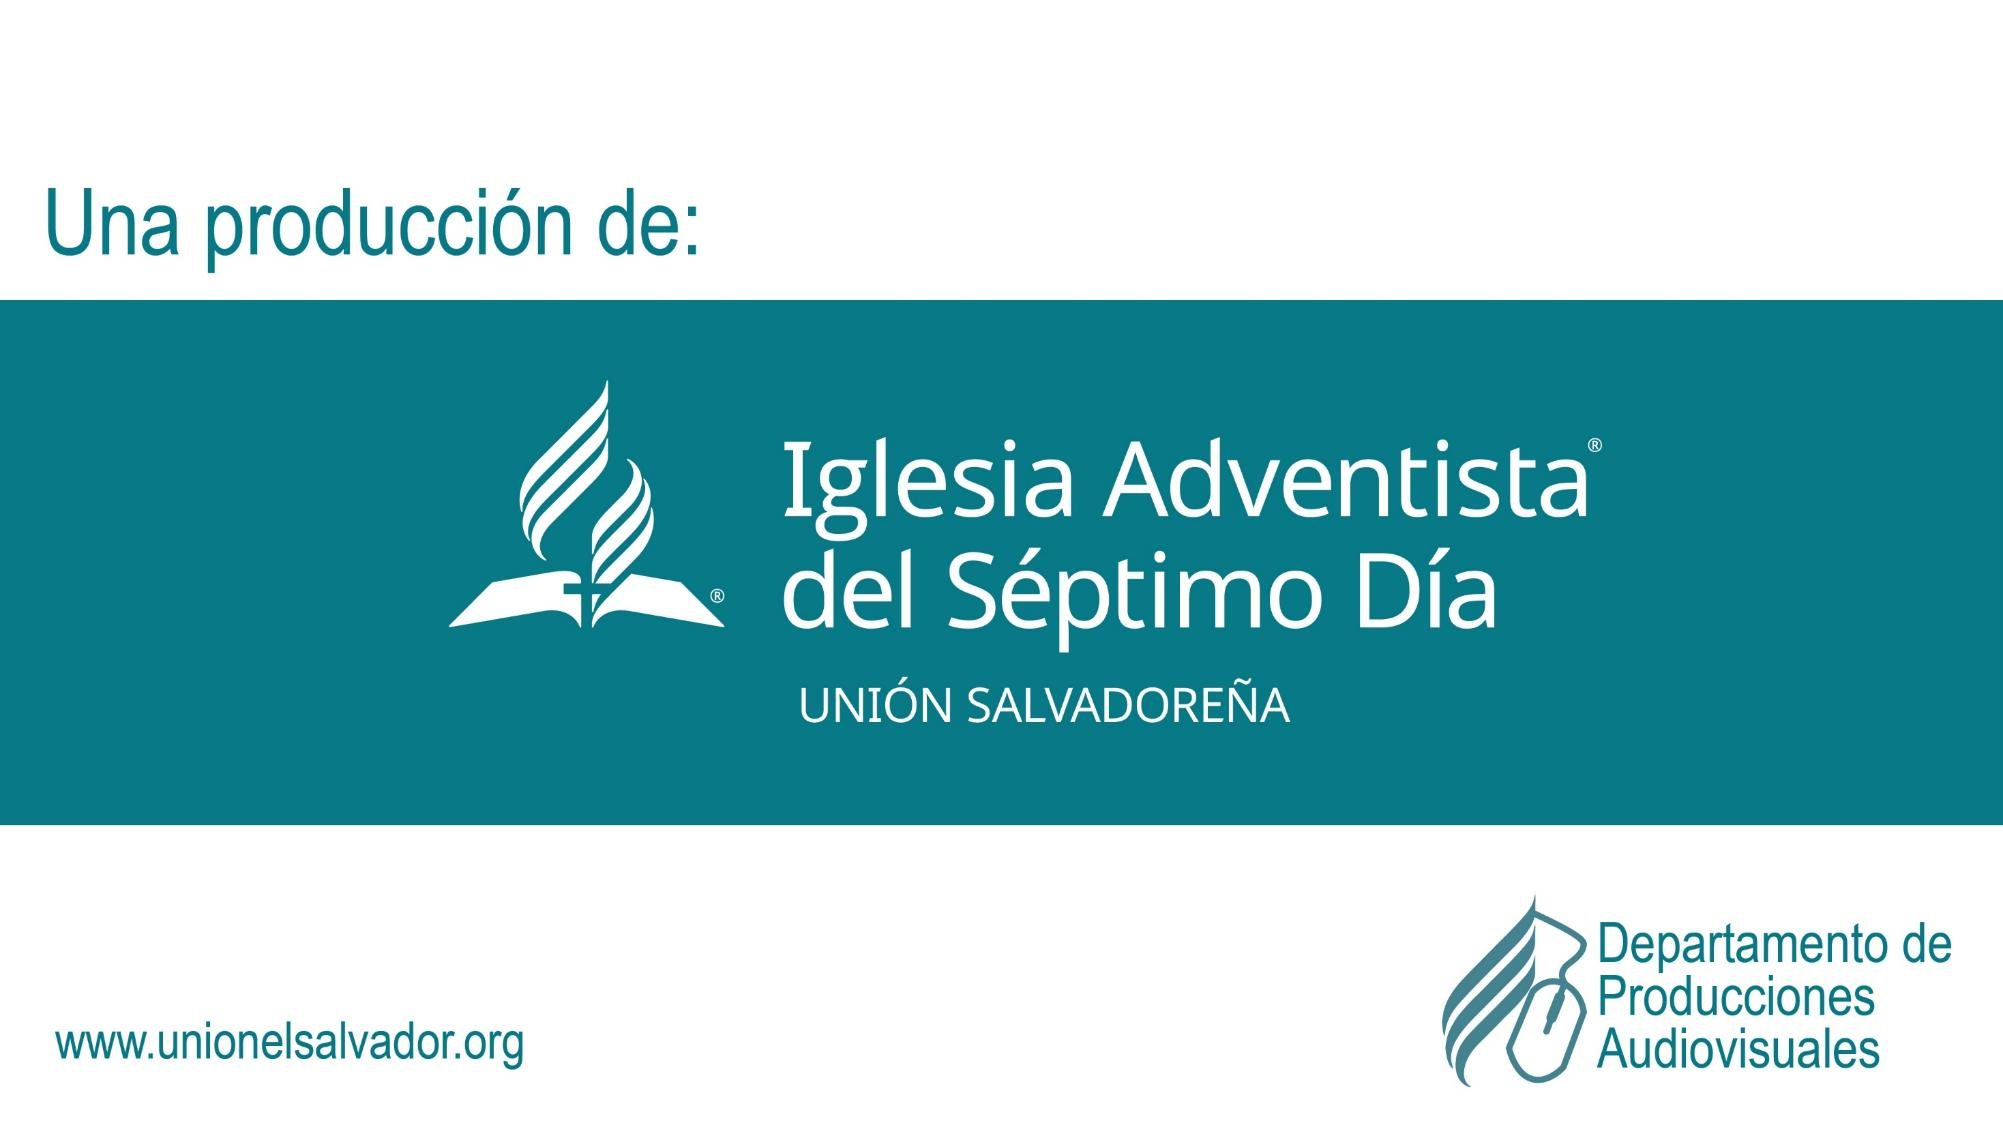 Una producción de:
Iglesia Adventista®
del Séptimo Día
®
UNIÓN SALVADOREÑA
Departamento de
Producciones
Audiovisuales
www.unionelsalvador.org